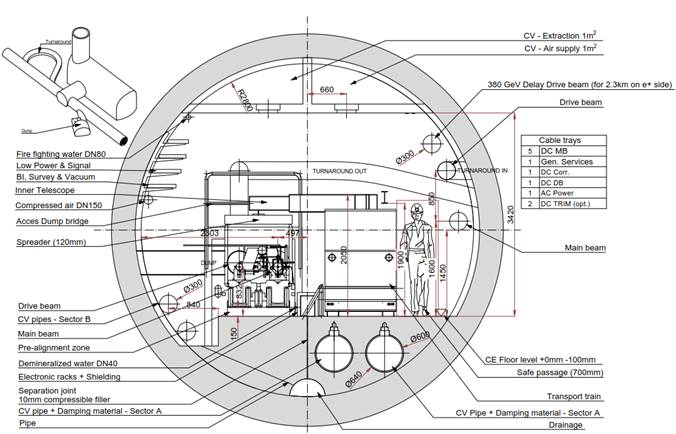 Turnaround
Dump
CV - Extraction 1m²
CV - Air supply 1m²
380 GeV Delay Drive beam (for 2.3km on e+ side)
Drive beam
R2800
660
Ø300
Cable trays
5 DC MB
1 Gen. Services
1 DC Corr.
1 DC DB
1 AC Power
2 DC TRIM (opt.)
Fire fighting water DN80
Low Power & Signal
BI, Survey & Vacuum
Inner Telescope
Compressed air DN150
Acces Dump bridge
Spreader (120mm)
TURNAROUND OUT
TURNAROUND IN
850
3420
2303
497
2050
1900
1600
1450
Main beam
DUMP
832
Ø300
840
150
Drive beam
CV pipes - Sector B
Main beam
Pre-alignment zone
Demineralized water DN40
Electronic racks + Shielding
Separation joint
10mm compressible filler
CV pipe + Damping material - Sector A
Pipe
Ø600
Ø640
CE Floor level +0mm -100mm
Safe passage (700mm)
Transport train
CV Pipe + Damping material - Sector A
Drainage